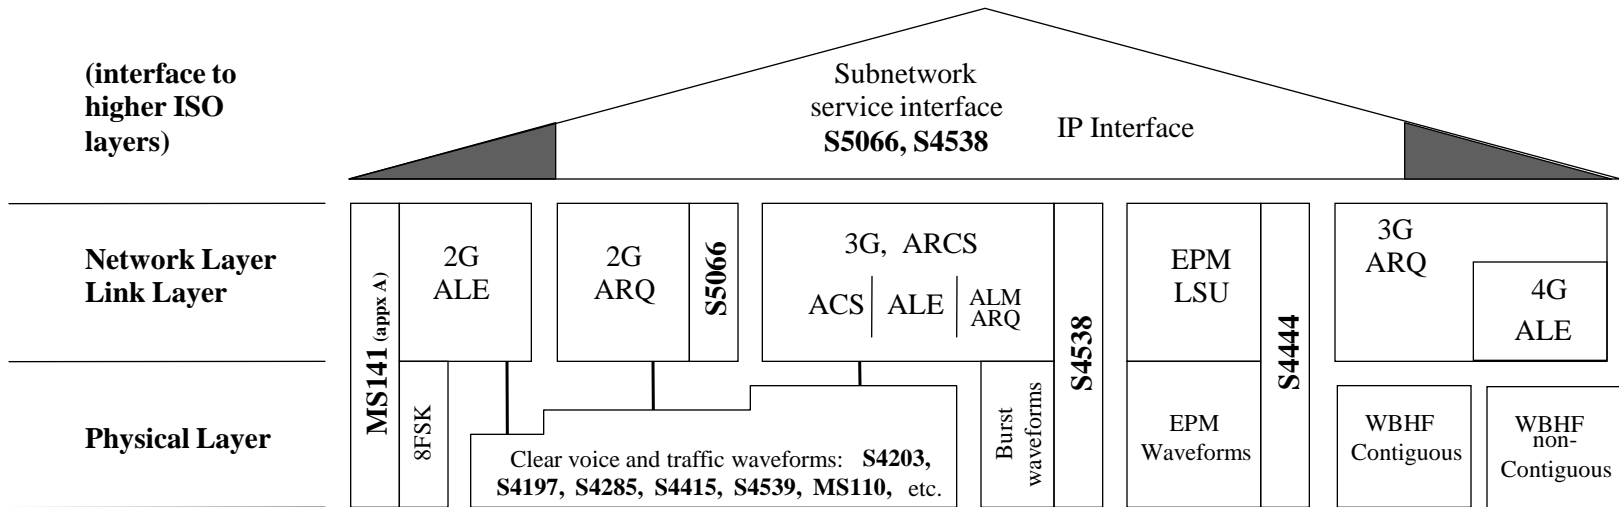 (interface to
higher ISO
layers)
Subnetwork
service interface
S5066, S4538
IP Interface
Network Layer
Link Layer
MS141 (appx A)
2G
ALE
2G
ARQ
S5066
3G, ARCS
ACS
ALE
ALM
ARQ
S4538
EPM
LSU
S4444
3G
ARQ
4G
ALE
Physical Layer
8FSK
Clear voice and traffic waveforms: S4203,
S4197, S4285, S4415, S4539, MS110, etc.
Burst
waveforms
EPM
Waveforms
WBHF
Contiguous
WBHF
non-
Contiguous